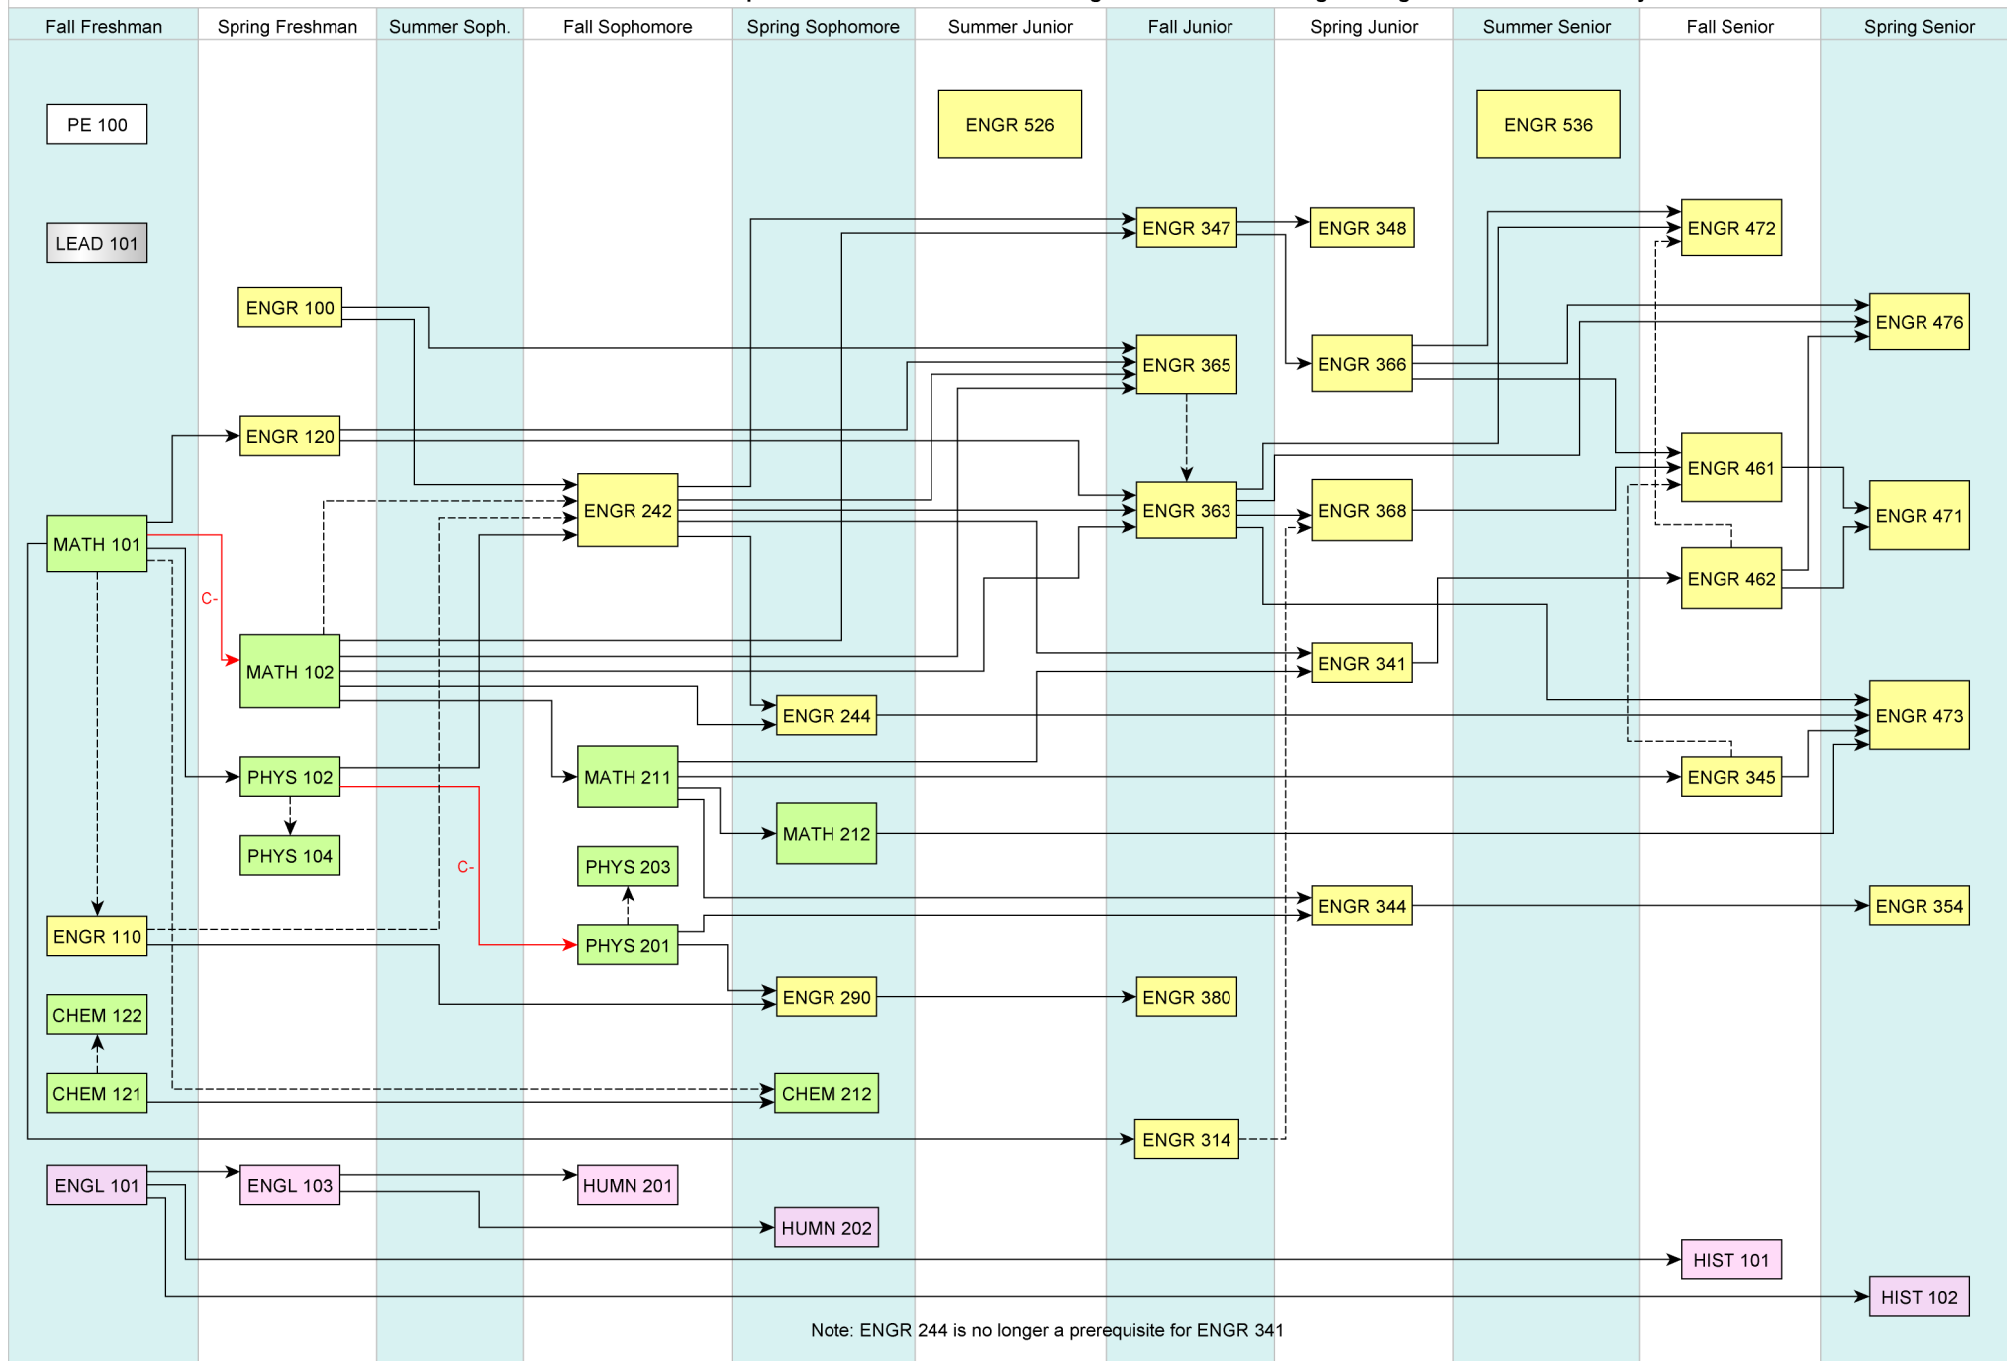 Fall Freshman
Spring Freshman
Summer Soph.
Fall Sophomore
Spring Sophomore
Summer Junior
Fall Junior
Spring Junior
Summer Senior
Fall Senior
Spring Senior
PE 100
ENGR 526
ENGR 536
LEAD 101
ENGR 347
ENGR 348
ENGR 472
ENGR 100
ENGR 476
ENGR 365
ENGR 366
ENGR 120
ENGR 461
ENGR 242
ENGR 363
ENGR 368
ENGR 471
MATH 101
ENGR 462
C-
MATH 102
ENGR 341
ENGR 244
ENGR 473
PHYS 102
MATH 211
ENGR 345
MATH 212
PHYS 104
C-
PHYS 203
ENGR 344
ENGR 354
ENGR 110
PHYS 201
ENGR 290
ENGR 380
CHEM 122
CHEM 121
CHEM 212
ENGR 314
ENGL 101
ENGL 103
HUMN 201
HUMN 202
HIST 101
HIST 102
Note: ENGR 244 is no longer a prerequisite for ENGR 341